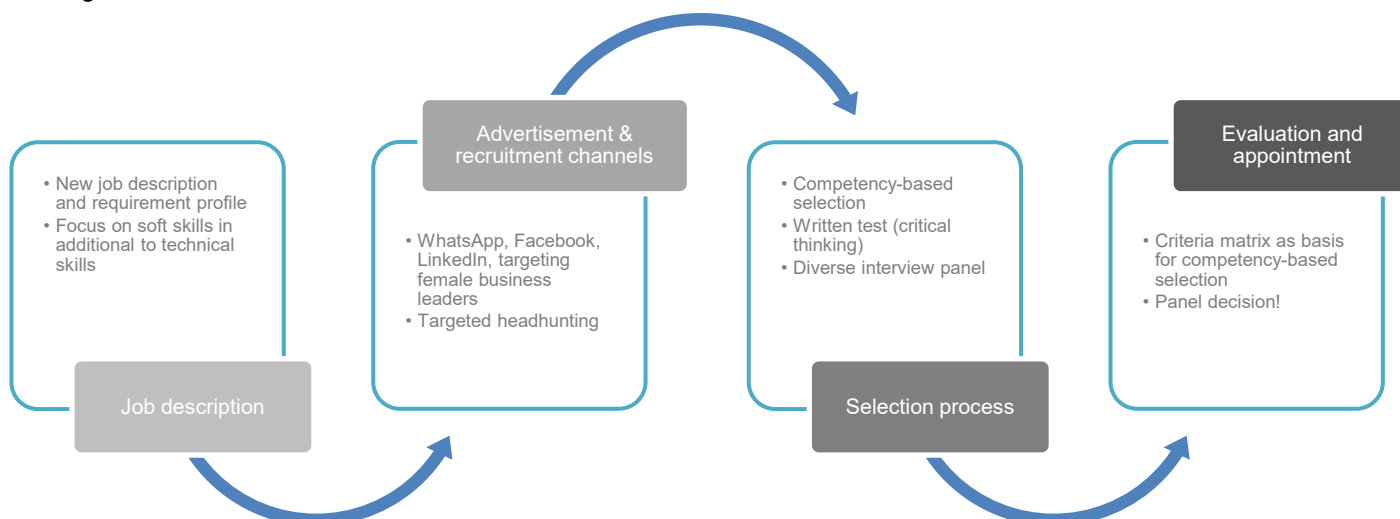 • New job description
and requirement profile
• Focus on soft skills in
additional to technical
skills
Job description
Advertisement &
recruitment channels
• WhatsApp, Facebook,
LinkedIn, targeting
female business
leaders
• Targeted headhunting
• Competency-based
selection
• Written test (critical
thinking)
• Diverse interview panel
Selection process
Evaluation and
appointment
• Criteria matrix as basis
for competency-based
selection
• Panel decision!